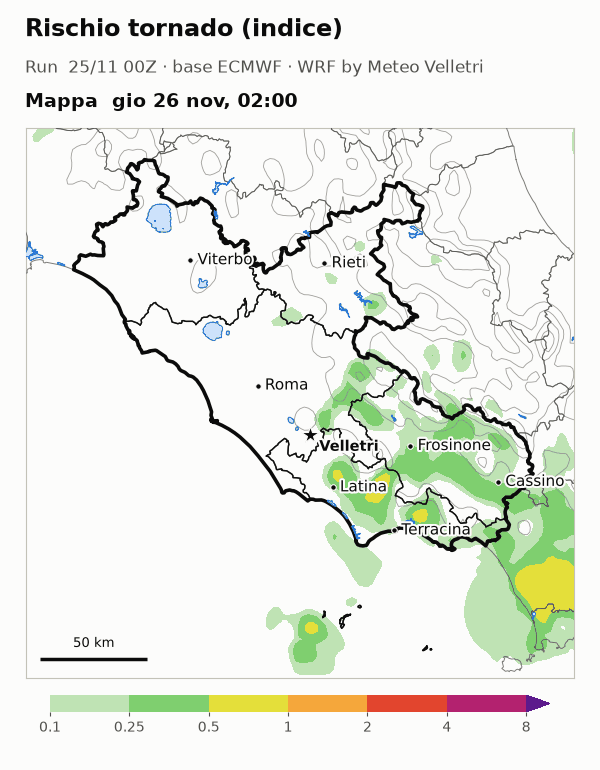 Rischio tornado (indice)
Run  25/11 00Z · base ECMWF · WRF by Meteo Velletri
Mappa  gio 26 nov, 02:00
Viterbo
Rieti
Roma
Velletri
Frosinone
Latina
Cassino
Terracina
50 km
0.1 0.25 0.5 1 2 4 8